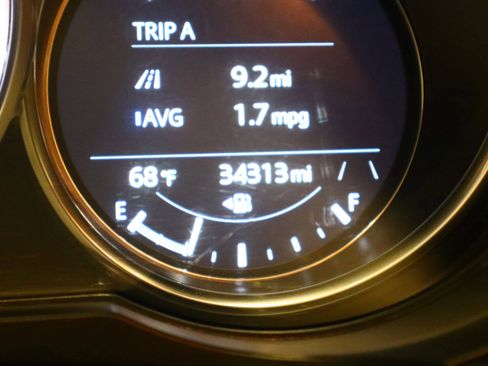 TRIP A
9.2mi
AVG 1.7mpg
68°F 34313mi
E F